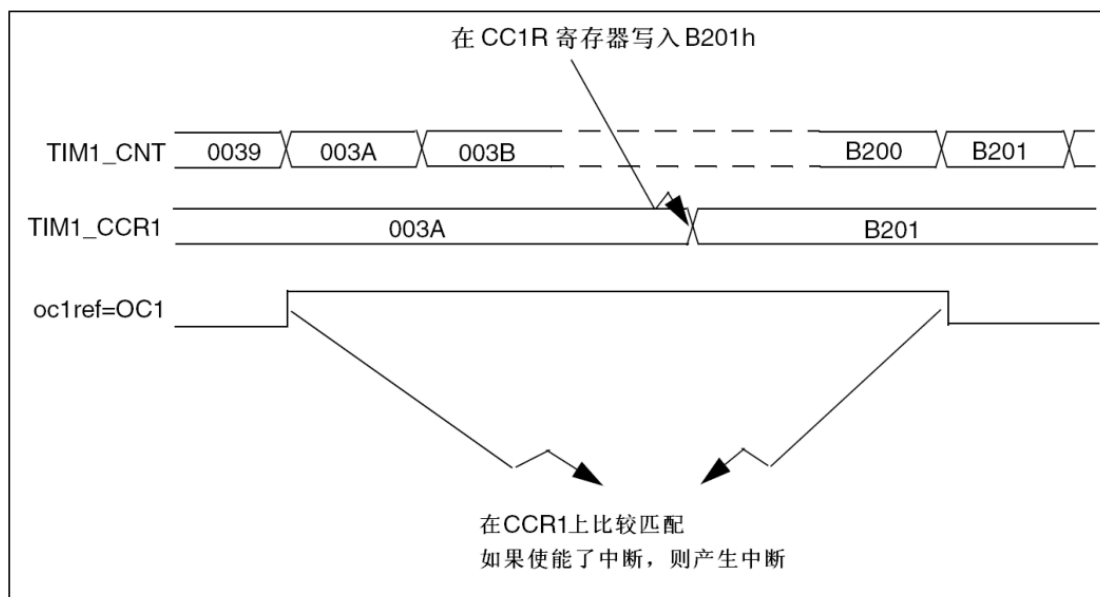 在 CC1R 寄存器写入 B201h
TIM1_CNT 0039 003A 003B B200 B201
TIM1_CCR1 003A B201
oc1ref=OC1
在CCR1上比较匹配
如果使能了中断，则产生中断